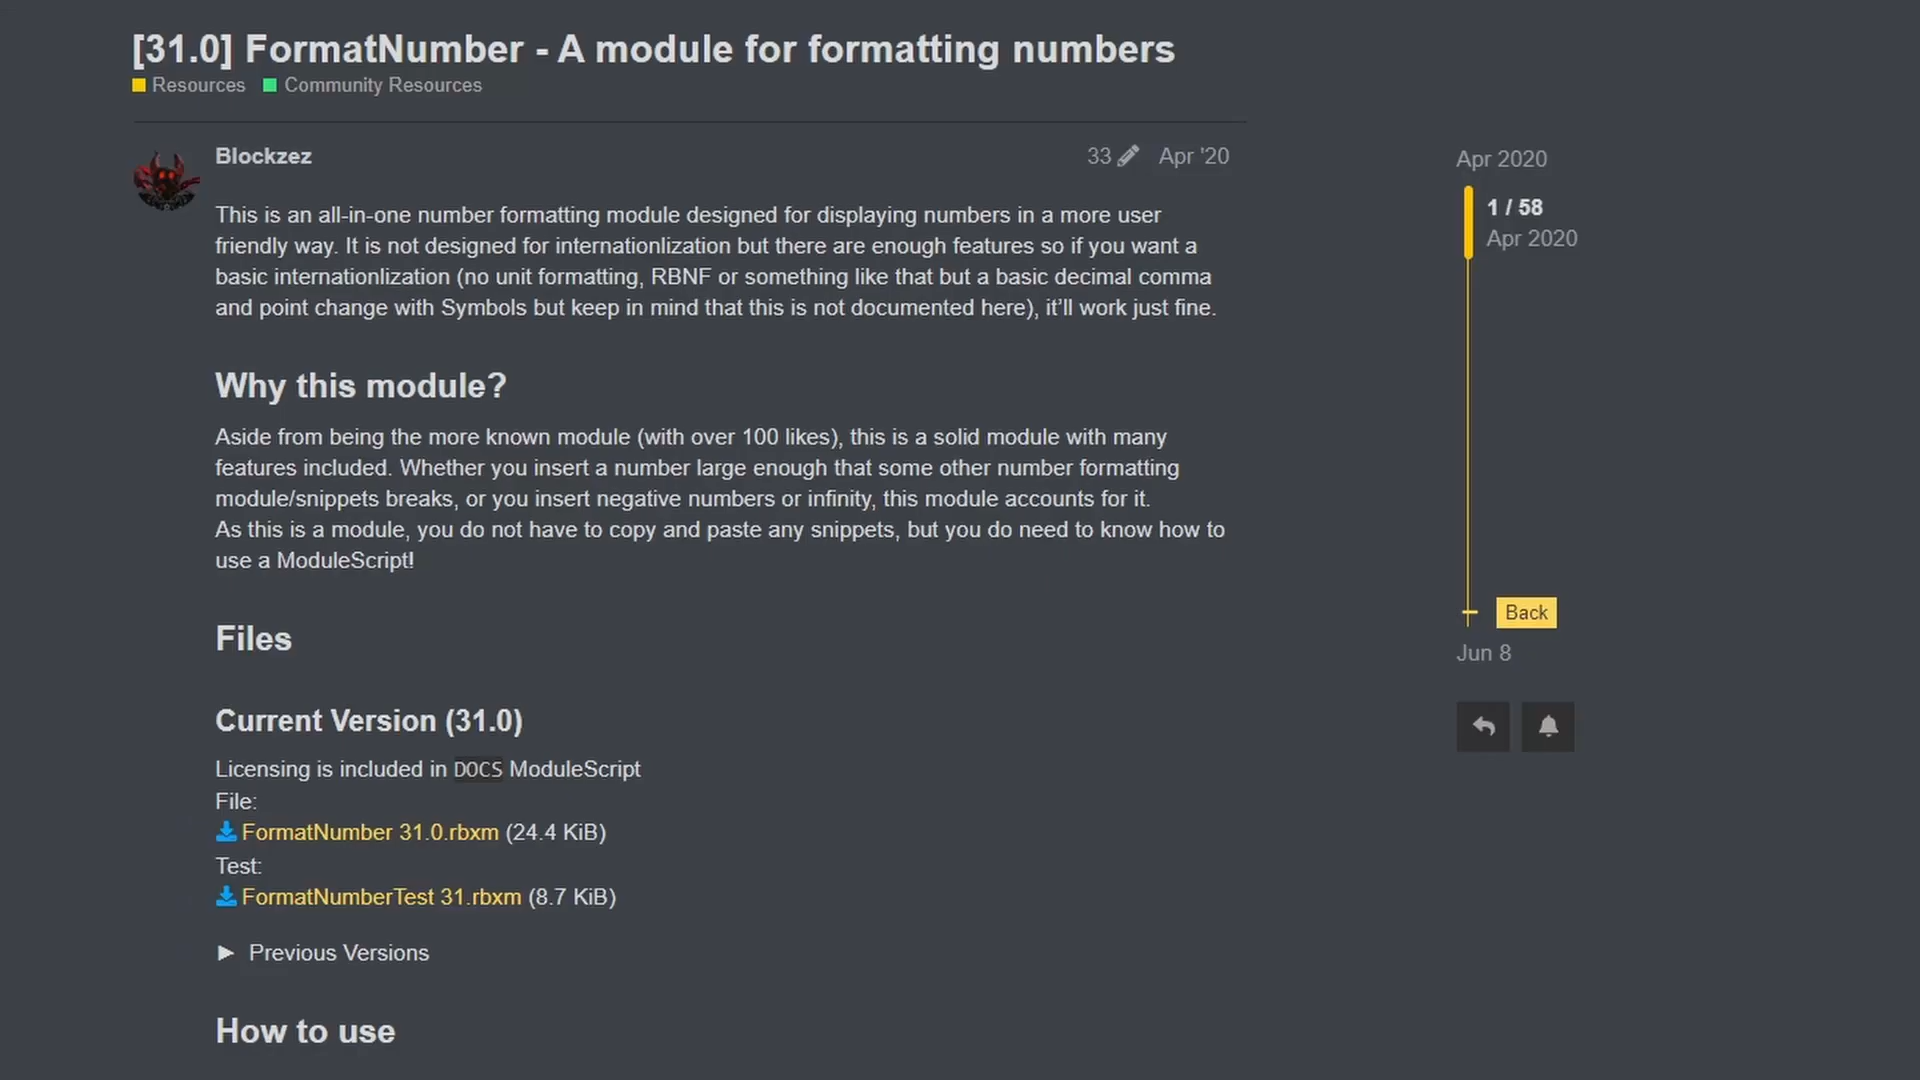 [31.0] FormatNumber - A module for formatting numbers
Resources Community Resources
Blockzez 33 Apr '20
This is an all-in-one number formatting module designed for displaying numbers in a more user
friendly way. It is not designed for internationlization but there are enough features so if you want a
basic internationlization (no unit formatting, RBNF or something like that but a basic decimal comma
and point change with Symbols but keep in mind that this is not documented here), it’ll work just fine.
Why this module?
Aside from being the more known module (with over 100 likes), this is a solid module with many
features included. Whether you insert a number large enough that some other number formatting
module/snippets breaks, or you insert negative numbers or infinity, this module accounts for it.
As this is a module, you do not have to copy and paste any snippets, but you do need to know how to
use a ModuleScript!
Files
Current Version (31.0)
Licensing is included in DOCS ModuleScript
File:
FormatNumber 31.0.rbxm (24.4 KiB)
Test:
FormatNumberTest 31.rbxm (8.7 KiB)
Previous Versions
How to use
Apr 2020
1 / 58
Apr 2020
Back
Jun 8